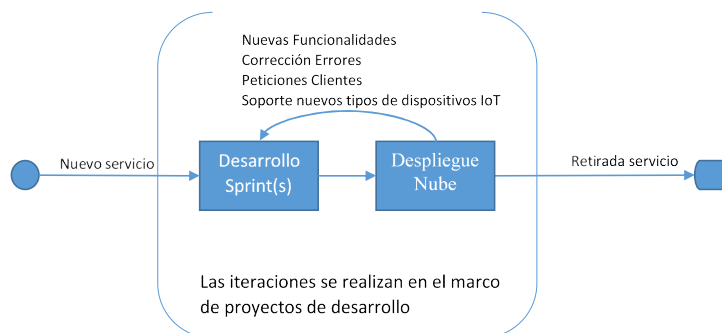 Nuevas Funcionalidades
Corrección Errores
Peticiones Clientes
Soporte nuevos tipos de dispositivos IoT
Nuevo servicio
Desarrollo
Sprint(s)
Despliegue
Nube
Retirada servicio
Las iteraciones se realizan en el marco
de proyectos de desarrollo